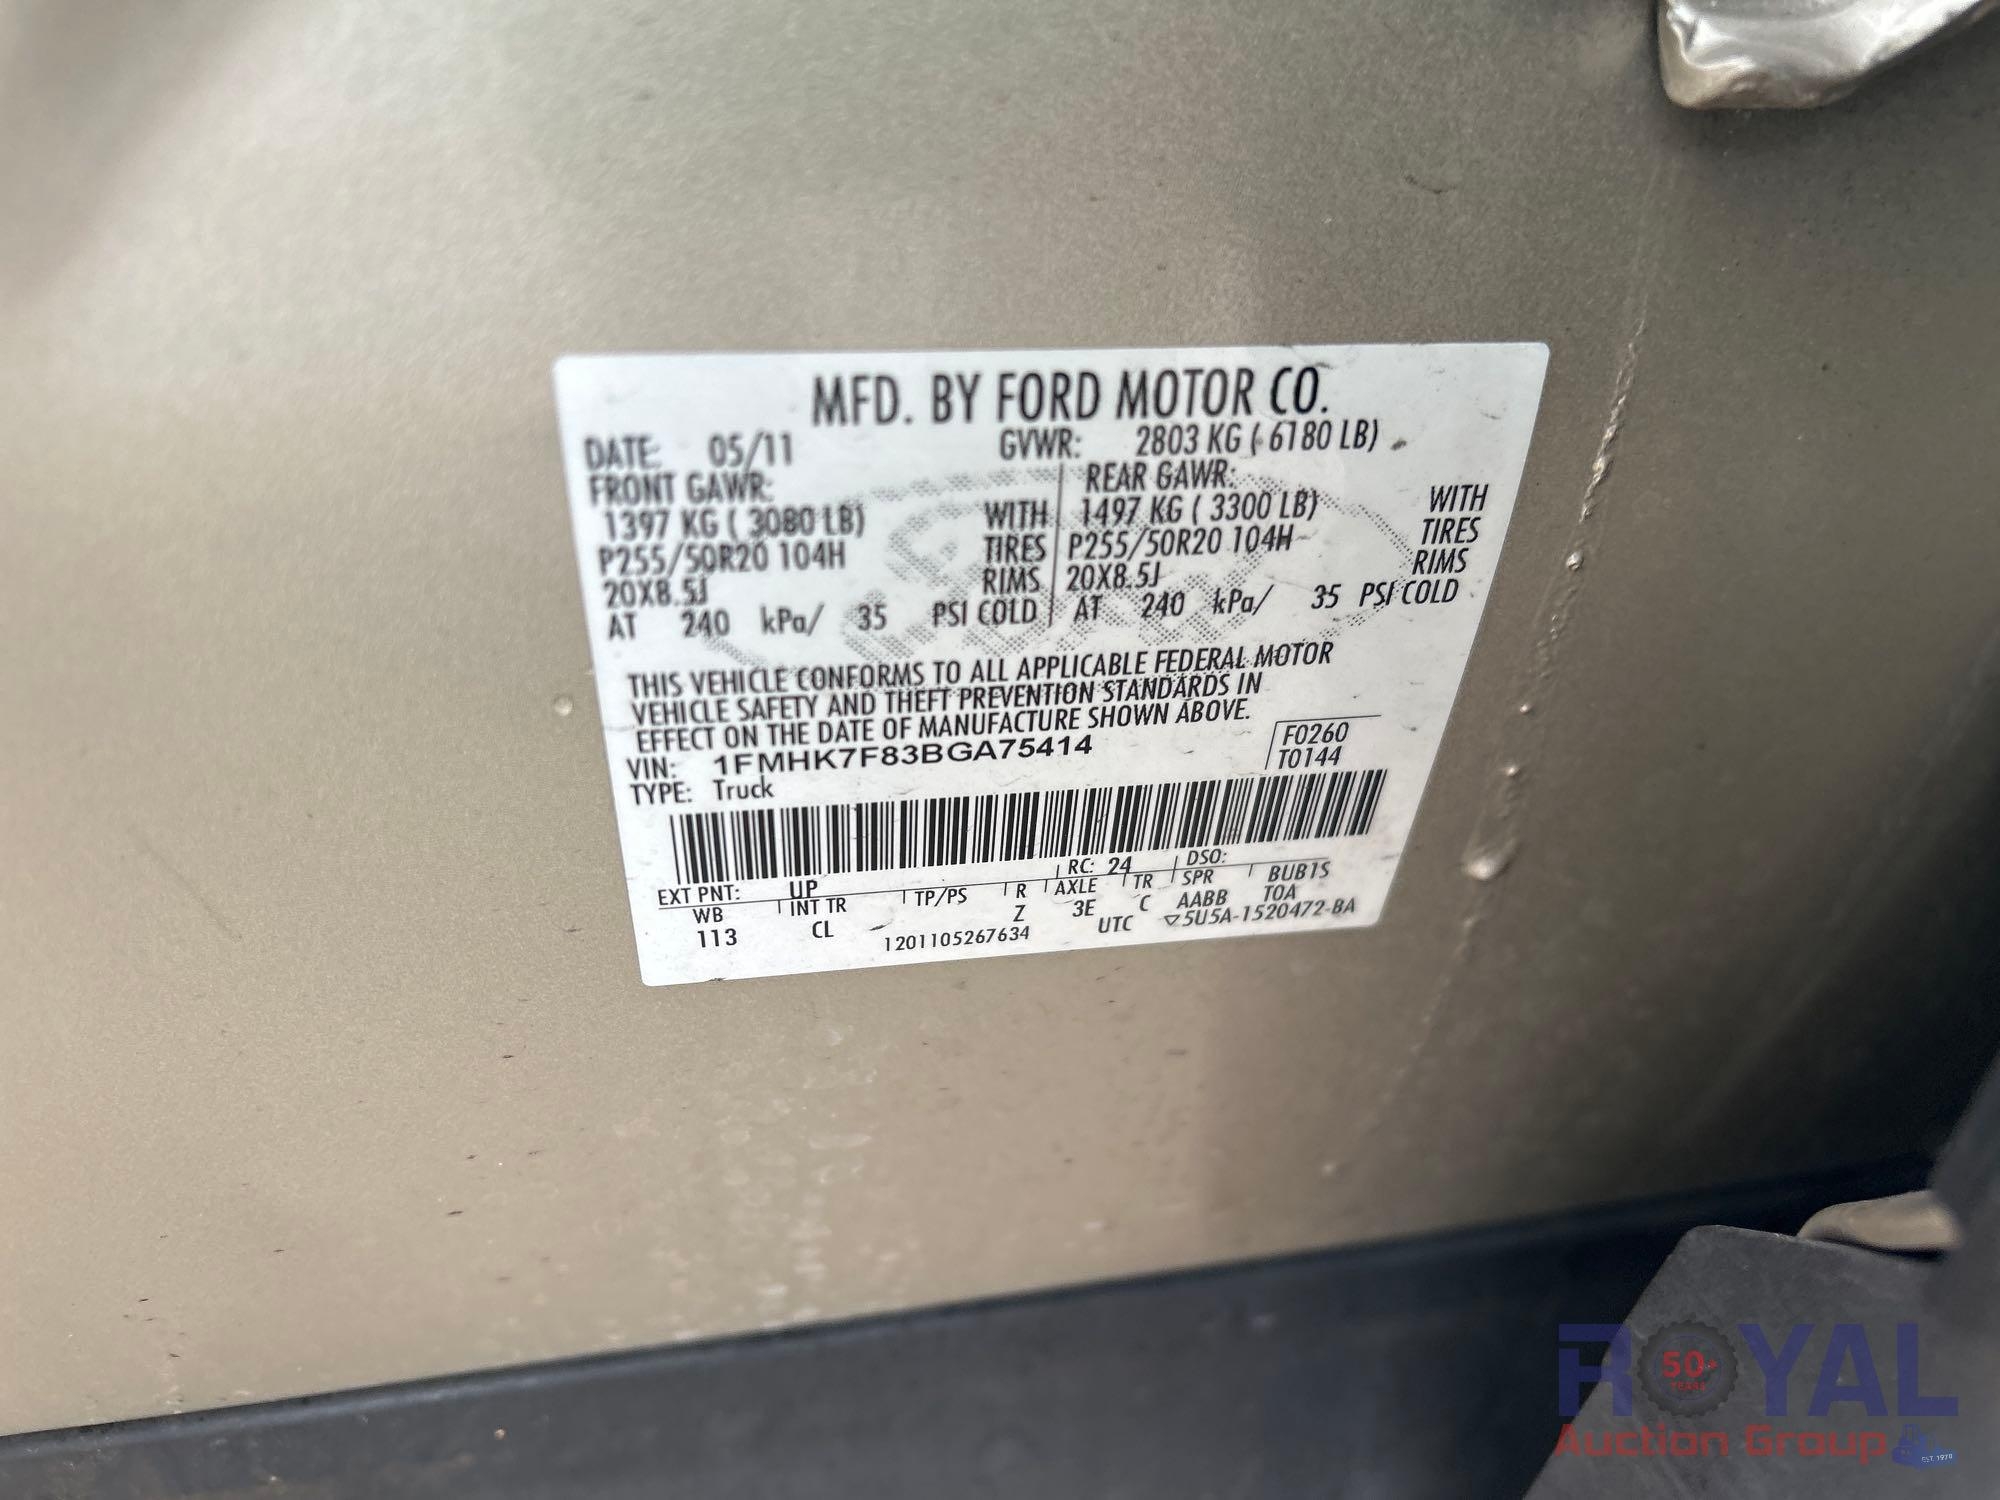 MFD. BY FORD MOTOR CO.
DATE: 05/11 GVWR: 2803 KG ( 6180 LB)
FRONT GAWR: REAR GAWR:
1397 KG ( 3080 LB) WITH 1497 KG ( 3300 LB) WITH
P255/50R20 104H TIRES P255/50R20 104H TIRES
20X8.5J RIMS 20X8.5J RIMS
AT 240 kPa/ 35 PSI COLD AT 240 kPa/ 35 PSI COLD
THIS VEHICLE CONFORMS TO ALL APPLICABLE FEDERAL MOTOR
VEHICLE SAFETY AND THEFT PREVENTION STANDARDS IN
EFFECT ON THE DATE OF MANUFACTURE SHOWN ABOVE.
VIN: 1FMHK7F83BGA75414 F0260
TYPE: Truck T0144
EXT PNT: UP RC: 24 DSO: BUB1S
WB INT TR TP/PS R AXLE TR SPR TOA
113 CL Z 3E C AABB
1201105267634 UTC ▽5U5A-1520472-BA
ROYAL
50+
YEARS
Auction Group
EST. 1970